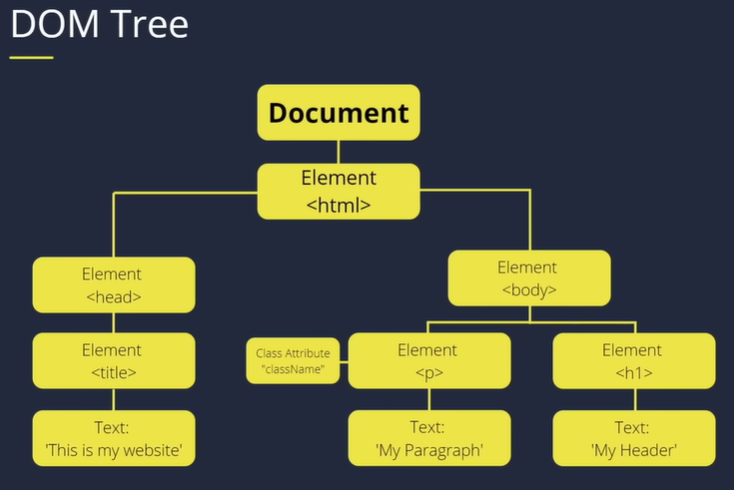 DOM Tree
Document
Element
<html>
Element
<head>
Element
<body>
Element
<title>
Class Attribute
"className"
Element
<p>
Element
<h1>
Text:
'This is my website'
Text:
'My Paragraph'
Text:
'My Header'